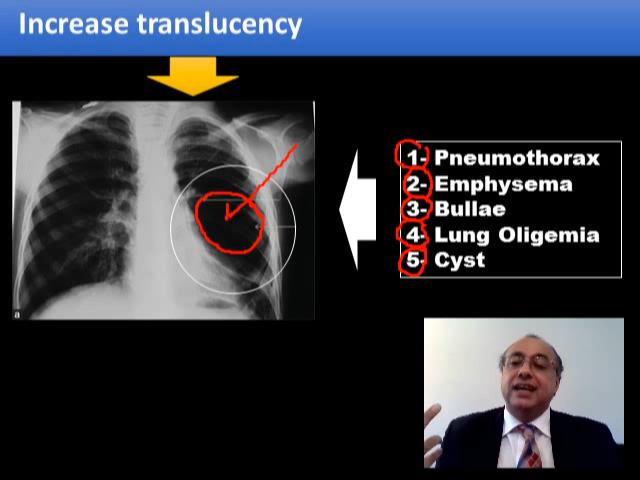 Increase translucency
1- Pneumothorax
2- Emphysema
3- Bullae
4- Lung Oligemia
5- Cyst
a